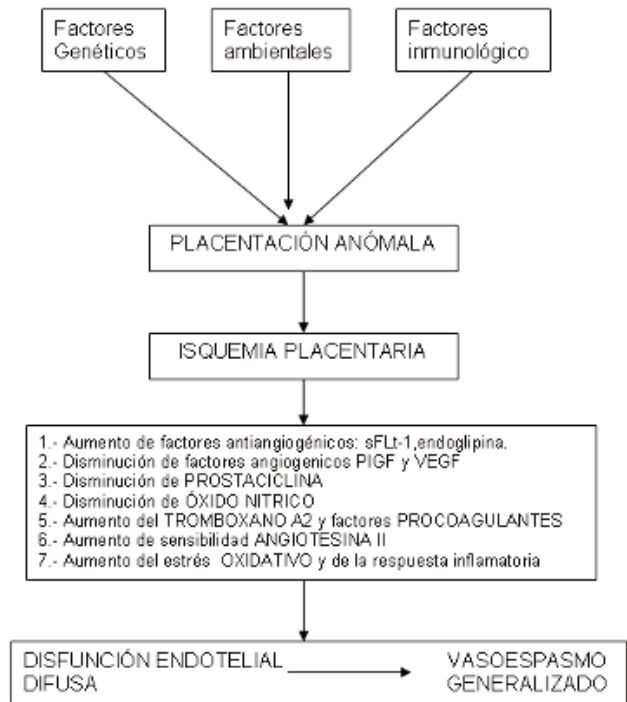 Factores
Genéticos
Factores
ambientales
Factores
inmunológico
PLACENTACIÓN ANÓMALA
ISQUEMIA PLACENTARIA
1.- Aumento de factores antiangiogénicos: sFLt-1,endoglipina.
2.- Disminución de factores angiogenicos PIGF y VEGF
3.- Disminución de PROSTACICLINA
4.- Disminución de ÓXIDO NITRICO
5.- Aumento del TROMBOXANO A2 y factores PROCOAGULANTES
6.- Aumento de sensibilidad ANGIOTESINA II
7.- Aumento del estrés OXIDATIVO y de la respuesta inflamatoria
DISFUNCIÓN ENDOTELIAL
DIFUSA
VASOESPASMO
GENERALIZADO